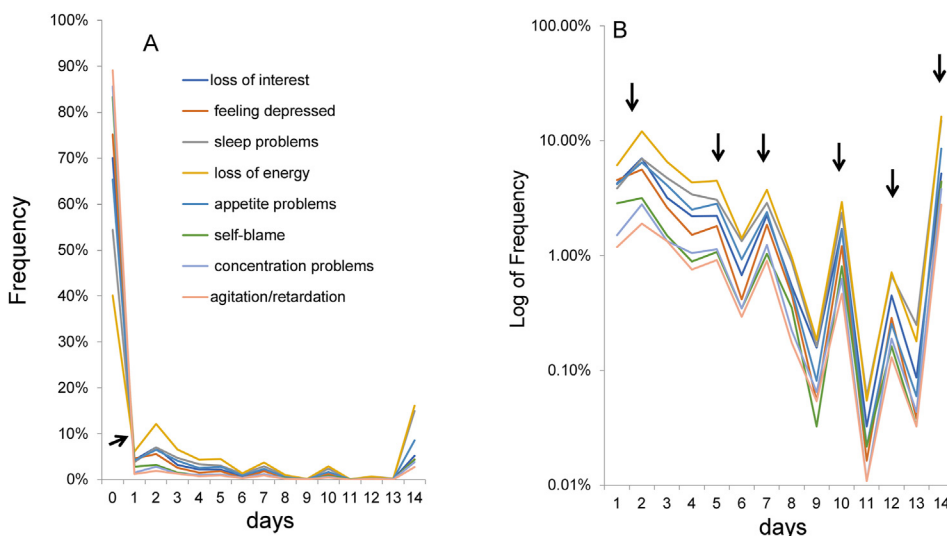 A
Frequency
100%
90%
80%
70%
60%
50%
40%
30%
20%
10%
0%
loss of interest
feeling depressed
sleep problems
loss of energy
appetite problems
self-blame
concentration problems
agitation/retardation
0 1 2 3 4 5 6 7 8 9 10 11 12 13 14
days
B
Log of Frequency
100.00%
10.00%
1.00%
0.10%
0.01%
1 2 3 4 5 6 7 8 9 10 11 12 13 14
days